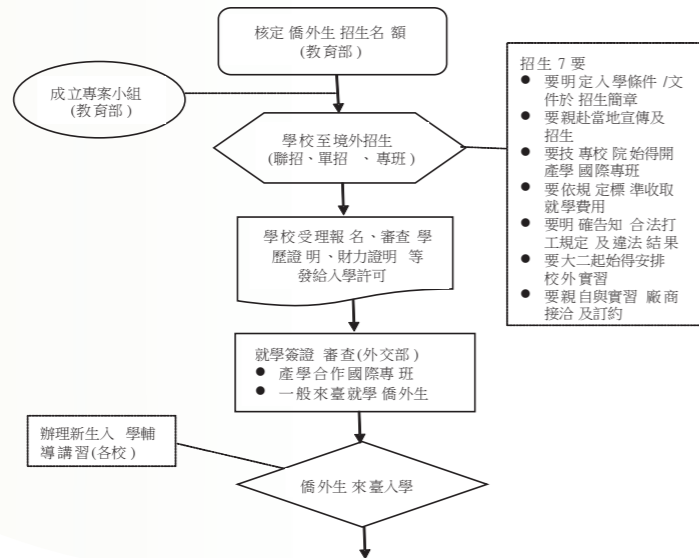 核定僑外生招生名額
(教育部)
成立專案小組
(教育部)
學校至境外招生
(聯招、單招、專班)
招生 7 要
● 要明定入學條件/文
件於招生簡章
● 要親赴當地宣傳及
招生
● 要技專校院始得開
產學國際專班
● 要依規定標準收取
就學費用
● 要明確告知合法打
工規定及違法結果
● 要大二起始得安排
校外實習
● 要親自與實習廠商
接洽及訂約
學校受理報名、審查學
歷證明、財力證明等
發給入學許可
就學簽證審查(外交部)
● 產學合作國際專班
● 一般來臺就學僑外生
辦理新生入學輔
導講習(各校)
僑外生來臺入學